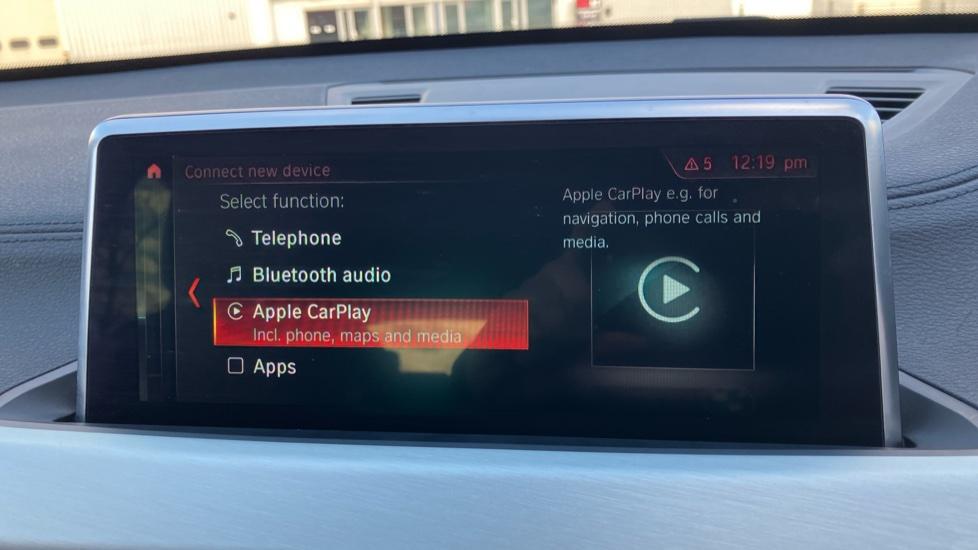 Connect new device
5 12:19 pm
Select function:
Telephone
Bluetooth audio
Apple CarPlay
Incl. phone, maps and media
Apps
Apple CarPlay e.g. for
navigation, phone calls and
media.